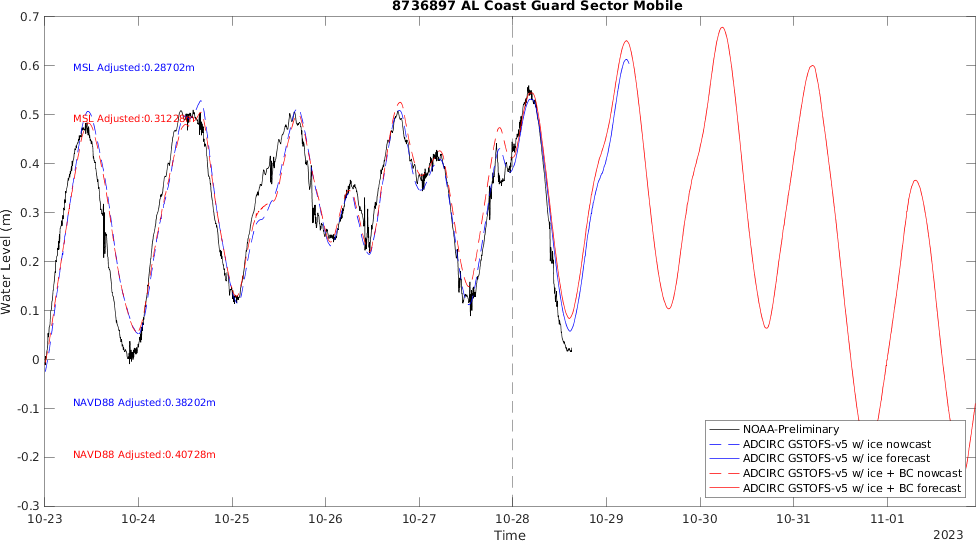 8736897 AL Coast Guard Sector Mobile
0.7
0.6
0.5
0.4
0.3
0.2
0.1
0
-0.1
-0.2
-0.3
Water Level (m)
MSL Adjusted:0.28702m
MSL Adjusted:0.3122
NAVD88 Adjusted:0.38202m
NAVD88 Adjusted:0.40728m
NOAA-Preliminary
ADCIRC GSTOFS-v5 w/ ice nowcast
ADCIRC GSTOFS-v5 w/ ice forecast
ADCIRC GSTOFS-v5 w/ ice + BC nowcast
ADCIRC GSTOFS-v5 w/ ice + BC forecast
10-23 10-24 10-25 10-26 10-27 10-28 10-29 10-30 10-31 11-01
Time
2023